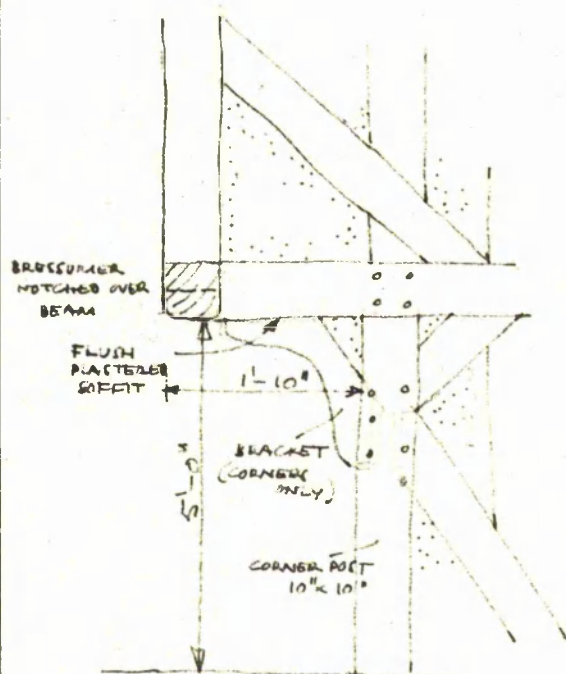 BRESSUMER
NOTCHED OVER
BEAM
FLUSH
PLASTERED
SOFFIT
1'-10"
BRACKET
(CORNERS
ONLY)
CORNER POST
10" x 10"